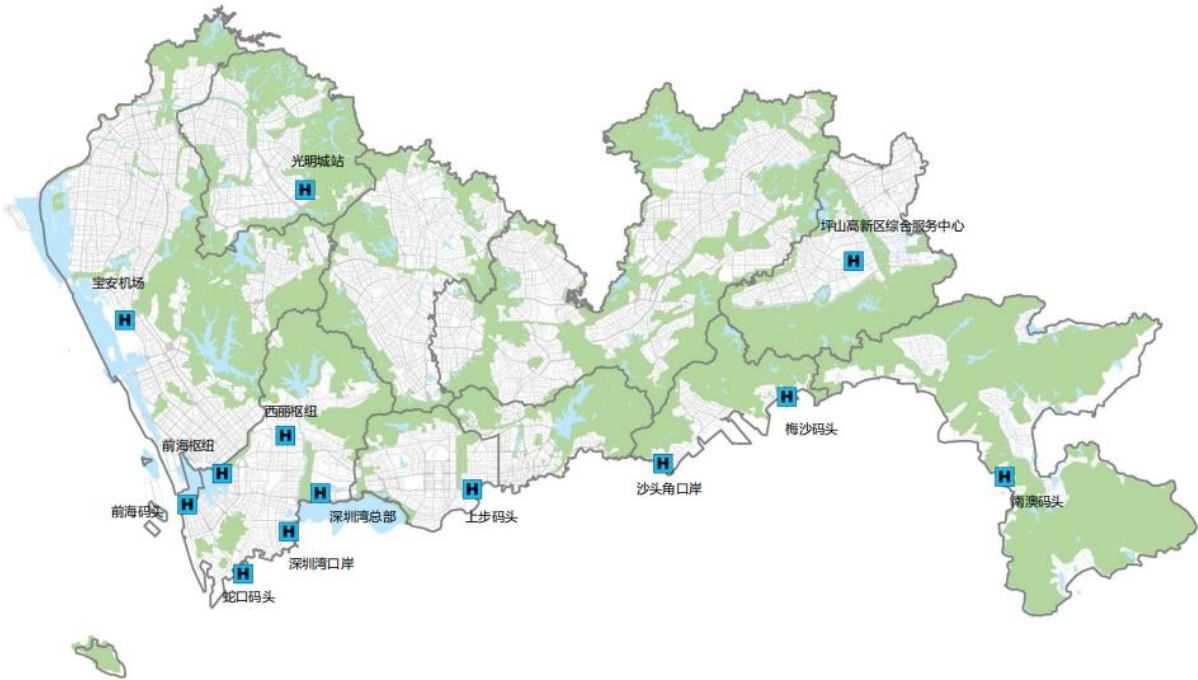 光明城站
H
坪山高新区综合服务中心
H
宝安机场
H
H
梅沙码头
西丽枢纽
H
前海枢纽
H
H
沙头角口岸
H
南澳码头
H
前海码头
H
深圳湾总部
H
上步码头
H
深圳湾口岸
H
蛇口码头